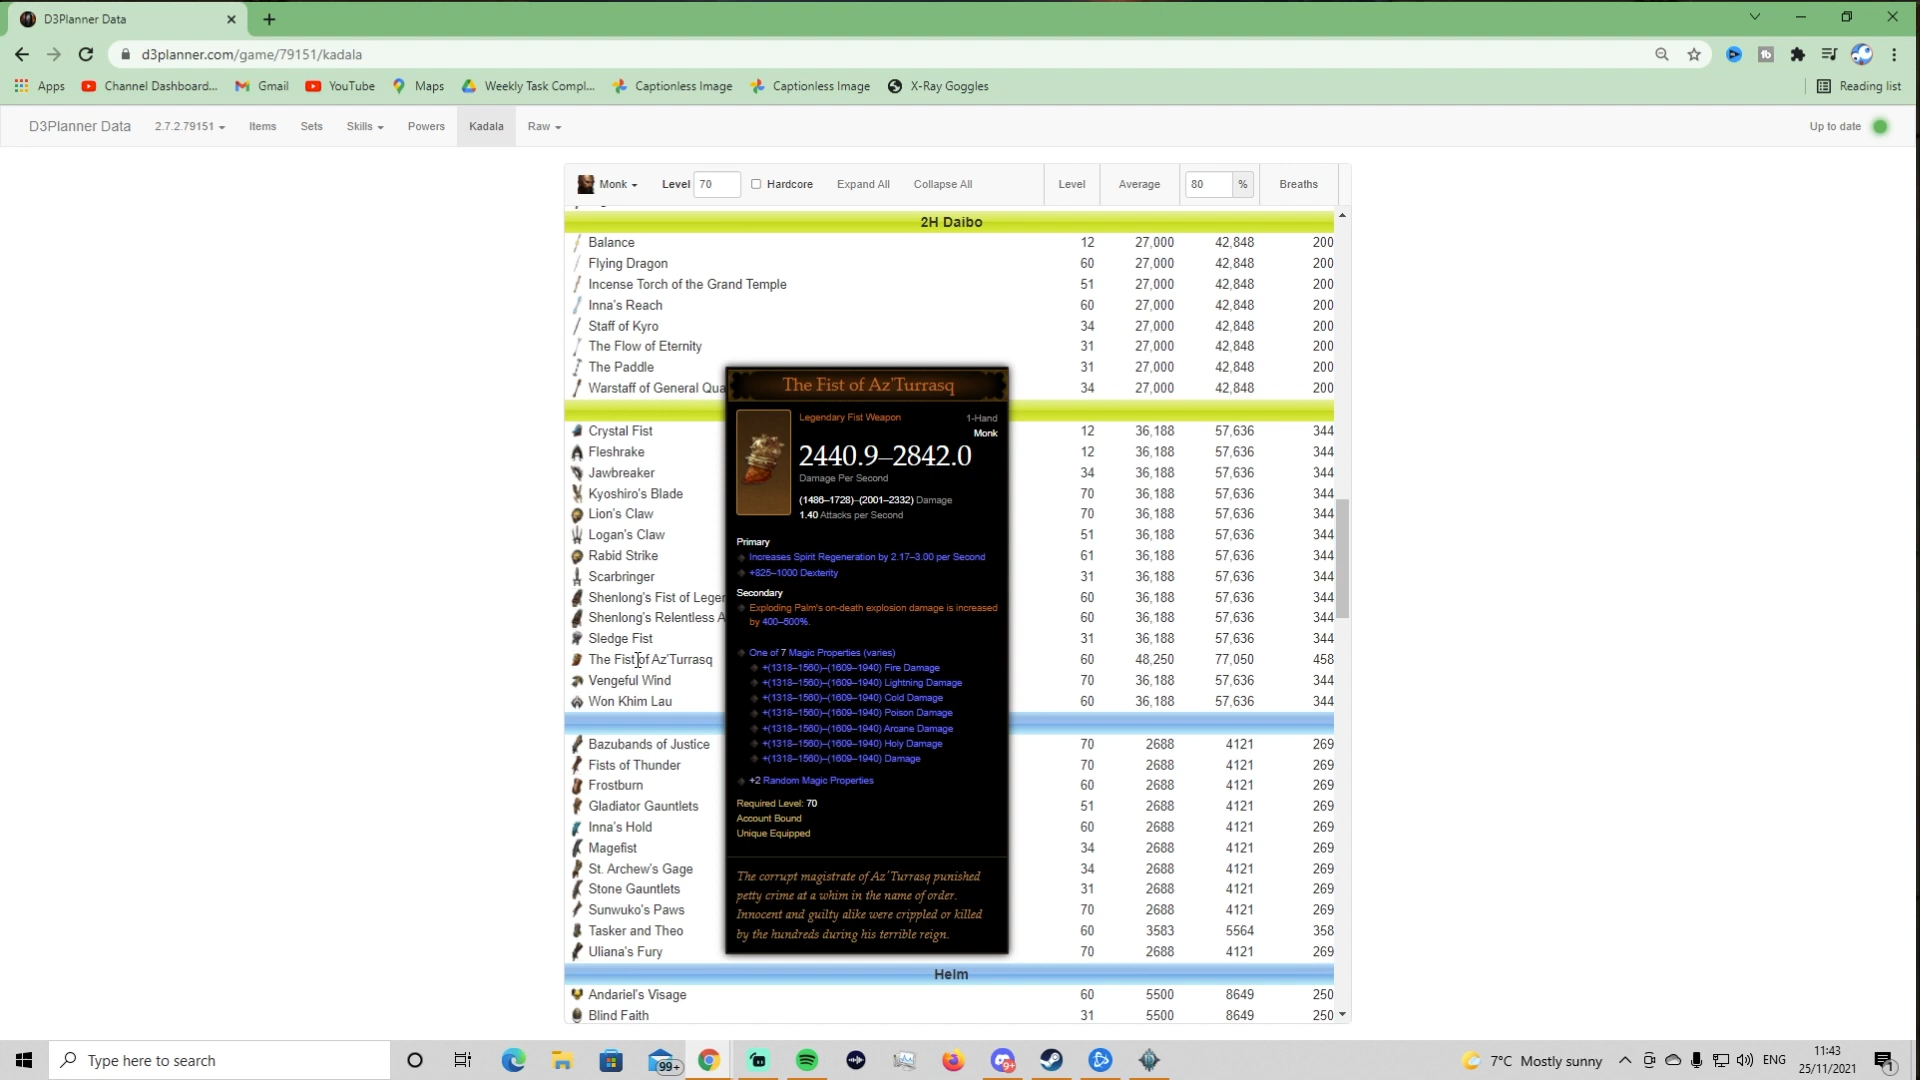 D3Planner Data
d3planner.com/game/79151/kadala
Apps Channel Dashboard... Gmail YouTube Maps Weekly Task Compl... Captionless Image Captionless Image X-Ray Goggles Reading list
D3Planner Data 2.7.2.79151 Items Sets Skills Powers Kadala Raw Up to date
Monk Level 70 Hardcore Expand All Collapse All Level Average 80 % Breaths
2H Daibo
Balance 12 27,000 42,848 200
Flying Dragon 60 27,000 42,848 200
Incense Torch of the Grand Temple 51 27,000 42,848 200
Inna's Reach 60 27,000 42,848 200
Staff of Kyro 34 27,000 42,848 200
The Flow of Eternity 31 27,000 42,848 200
The Paddle 31 27,000 42,848 200
Warstaff of General Qua 34 27,000 42,848 200
Crystal Fist 12 36,188 57,636 344
Fleshrake 12 36,188 57,636 344
Jawbreaker 34 36,188 57,636 344
Kyoshiro's Blade 70 36,188 57,636 344
Lion's Claw 70 36,188 57,636 344
Logan's Claw 51 36,188 57,636 344
Rabid Strike 61 36,188 57,636 344
Scarbringer 31 36,188 57,636 344
Shenlong's Fist of Leger 60 36,188 57,636 344
Shenlong's Relentless A 60 36,188 57,636 344
Sledge Fist 31 36,188 57,636 344
The Fist of Az'Turrasq 60 48,250 77,050 458
Vengeful Wind 70 36,188 57,636 344
Won Khim Lau 60 36,188 57,636 344
Bazubands of Justice 70 2688 4121 269
Fists of Thunder 70 2688 4121 269
Frostburn 60 2688 4121 269
Gladiator Gauntlets 51 2688 4121 269
Inna's Hold 60 2688 4121 269
Magefist 34 2688 4121 269
St. Archew's Gage 34 2688 4121 269
Stone Gauntlets 31 2688 4121 269
Sunwuko's Paws 70 2688 4121 269
Tasker and Theo 60 3583 5564 358
Uliana's Fury 70 2688 4121 269
Helm
Andariel's Visage 60 5500 8649 250
Blind Faith 31 5500 8649 250
The Fist of Az'Turrasq
Legendary Fist Weapon 1-Hand
Monk
2440.9–2842.0
Damage Per Second
(1486–1728)–(2001–2332) Damage
1.40 Attacks per Second
Primary
Increases Spirit Regeneration by 2.17–3.00 per Second
+825–1000 Dexterity
Secondary
Exploding Palm's on-death explosion damage is increased
by 400–500%.
One of 7 Magic Properties (varies)
+(1318–1560)–(1609–1940) Fire Damage
+(1318–1560)–(1609–1940) Lightning Damage
+(1318–1560)–(1609–1940) Cold Damage
+(1318–1560)–(1609–1940) Poison Damage
+(1318–1560)–(1609–1940) Arcane Damage
+(1318–1560)–(1609–1940) Holy Damage
+(1318–1560)–(1609–1940) Damage
+2 Random Magic Properties
Required Level: 70
Account Bound
Unique Equipped
The corrupt magistrate of Az'Turrasq punished
petty crime at a whim in the name of order.
Innocent and guilty alike were crippled or killed
by the hundreds during his terrible reign.
Type here to search 99+ 9+ 7°C Mostly sunny ENG 11:43
25/11/2021 1